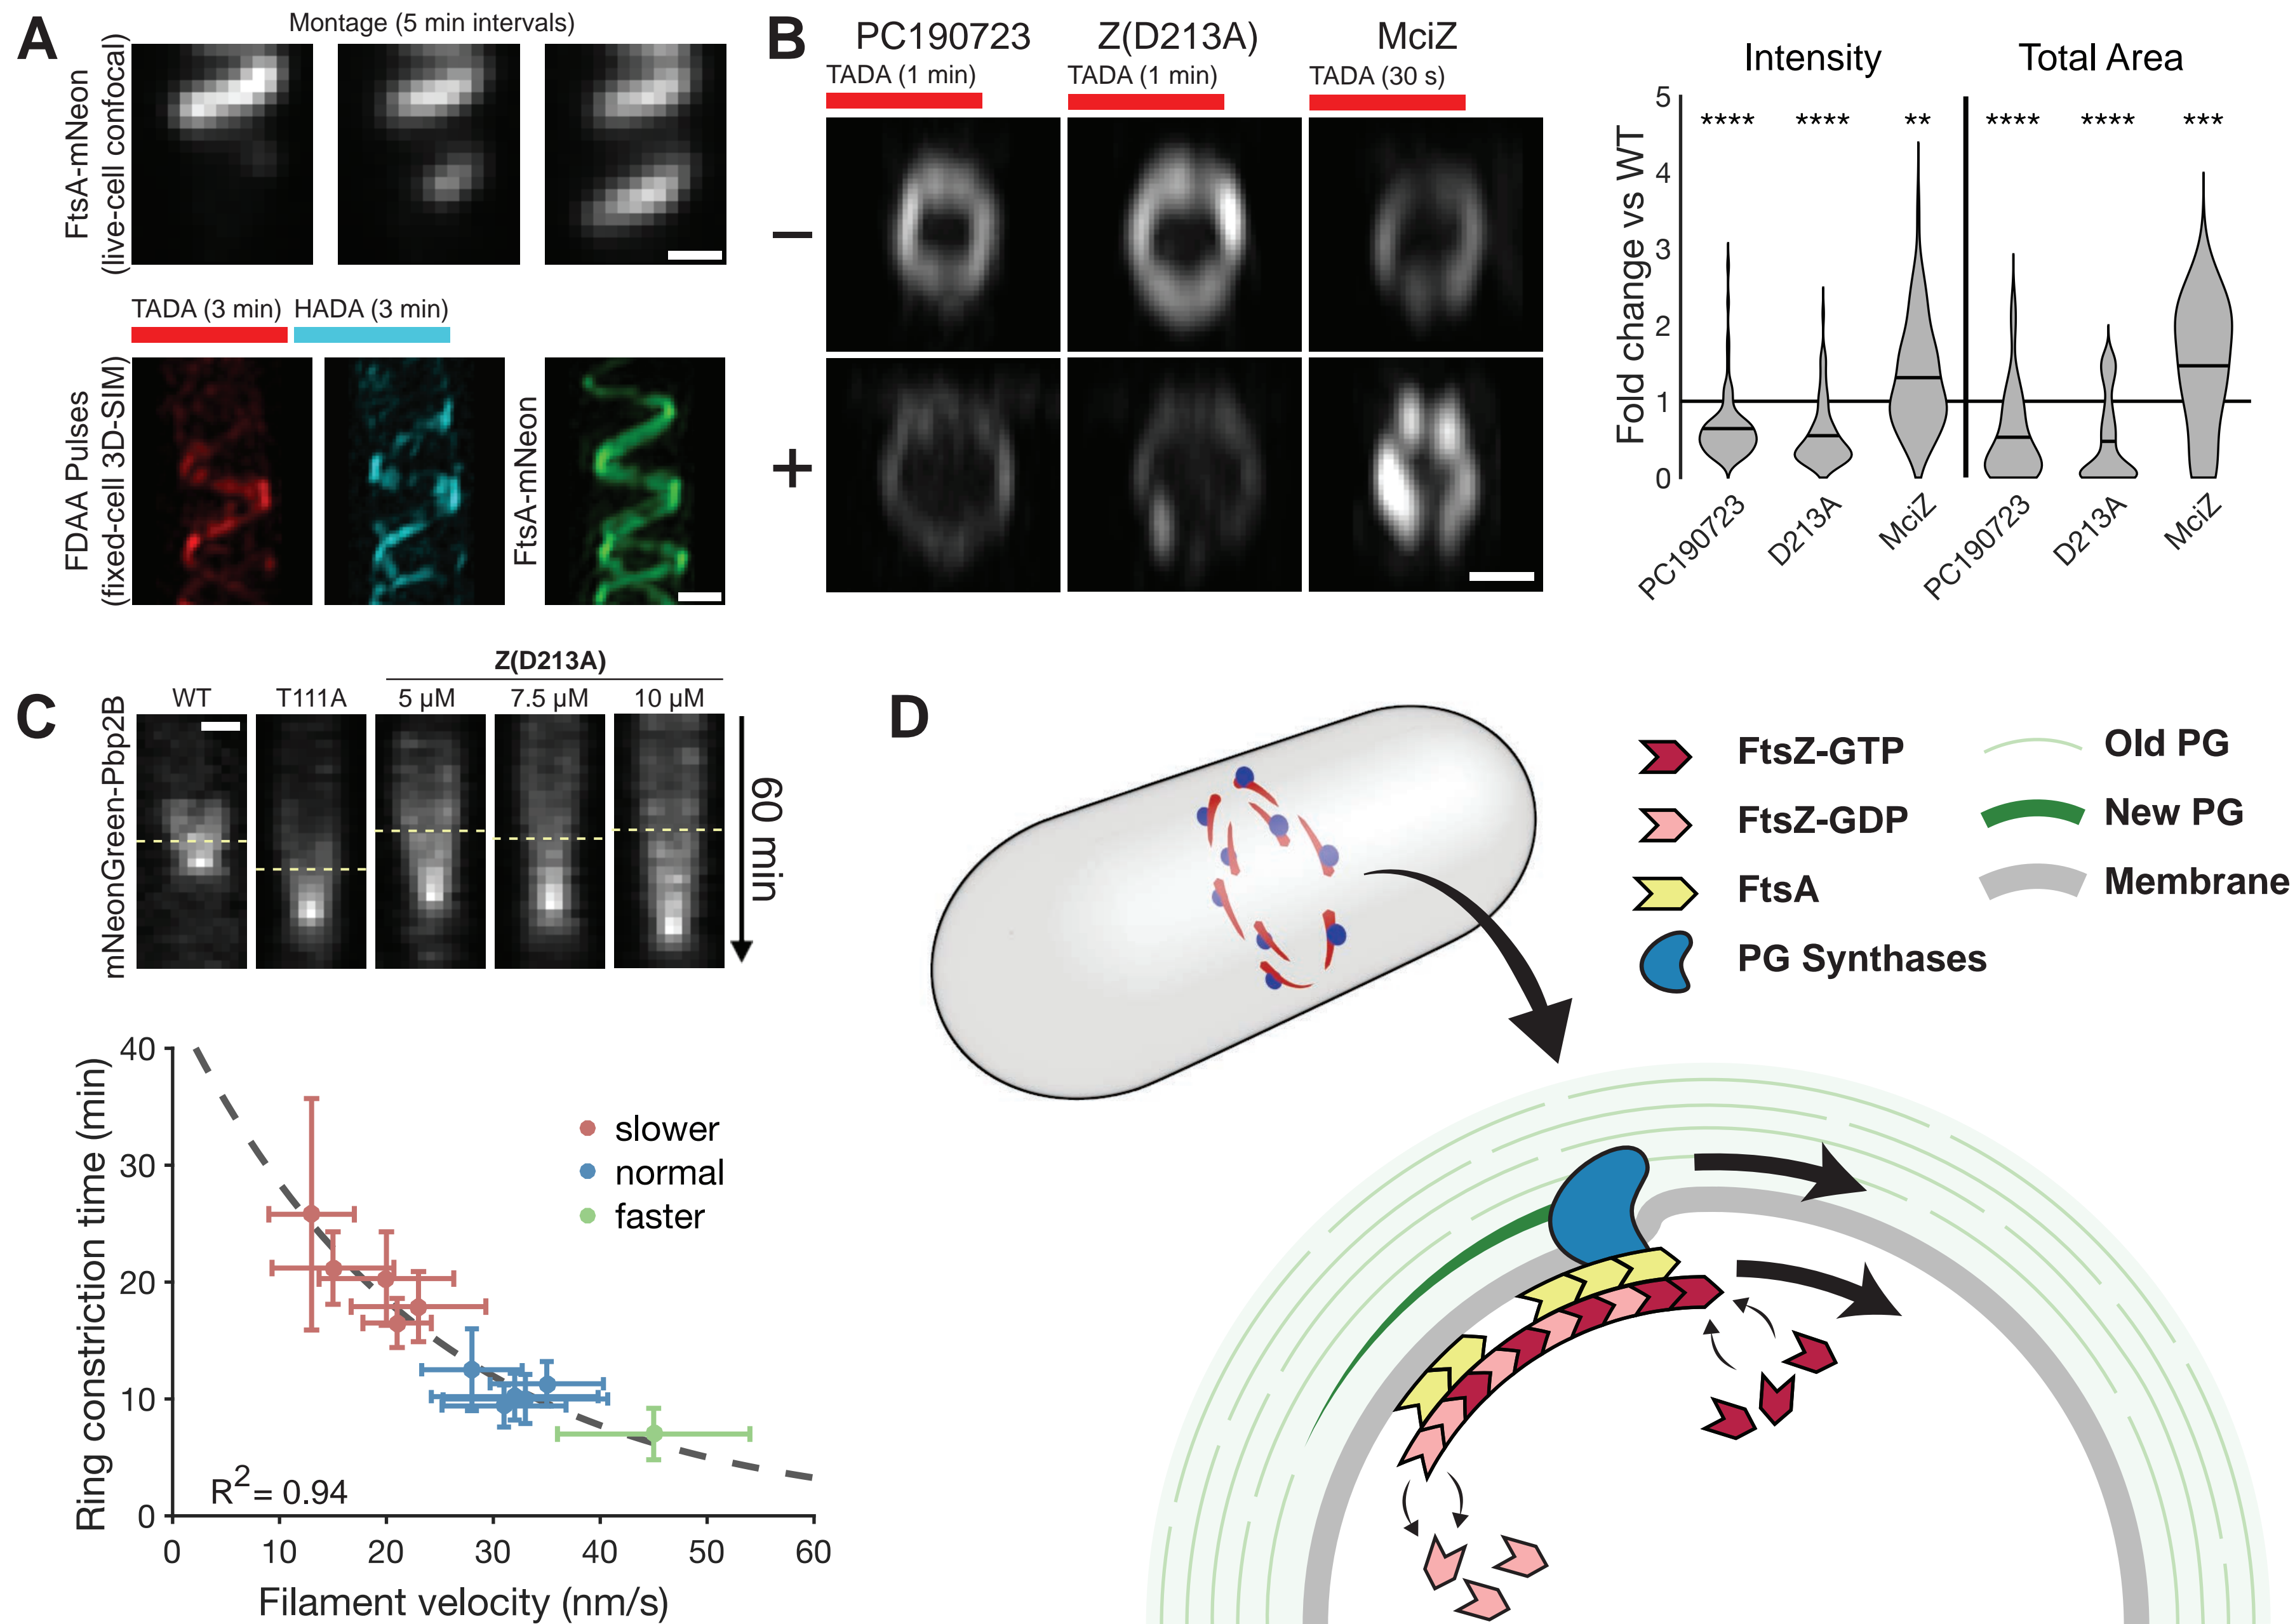 A
Montage (5 min intervals)
FtsA-mNeon
(live-cell confocal)
TADA (3 min)
HADA (3 min)
FDAA Pulses
(fixed-cell 3D-SIM)
FtsA-mNeon
B
PC190723
Z(D213A)
MciZ
TADA (1 min)
TADA (1 min)
TADA (30 s)
−
+
Intensity
Total Area
Fold change vs WT
5
4
3
2
1
0
****
****
**
****
****
***
PC190723
D213A
MciZ
PC190723
D213A
MciZ
C
Z(D213A)
WT
T111A
5 µM
7.5 µM
10 µM
mNeonGreen-Pbp2B
60 min
Ring constriction time (min)
40
30
20
10
0
slower
normal
faster
R2 = 0.94
0
10
20
30
40
50
60
Filament velocity (nm/s)
D
FtsZ-GTP
FtsZ-GDP
FtsA
PG Synthases
Old PG
New PG
Membrane